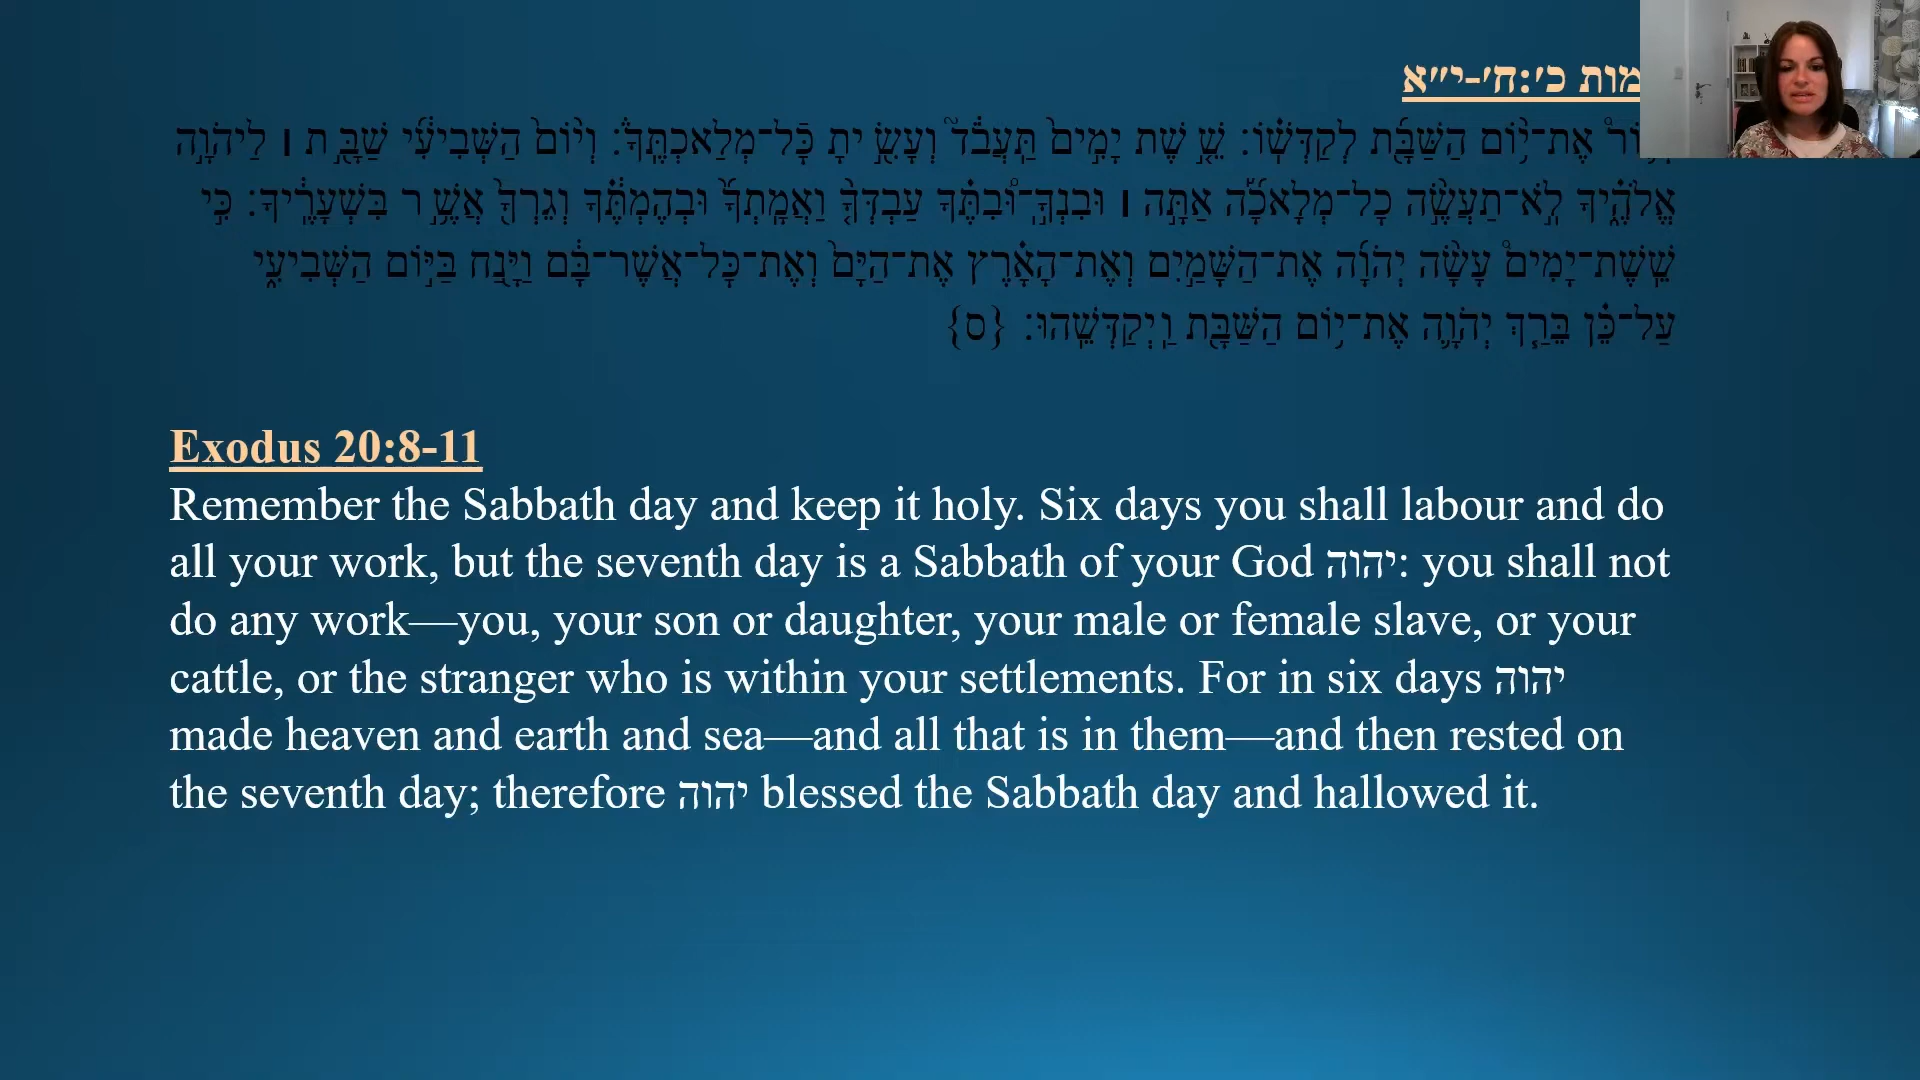 מות כ׳:ח׳-י״א
אֶת־י֥͏וֹם הַשַּׁבָּ֖֜ת לְקַדְּשֽׁ֗וֹ׃ שֵׁ֣֤שֶׁת יָמִ֣ים֙ תַּֽעֲבֹ֔ד֮ וְעָשִׂ֖֣יתָ כׇּ֔ל־מְלַאכְתֶּֽךָ֒׃ וְי֨וֹם֙ הַשְּׁבִיעִ֔֜י שַׁבָּ֖֣ת ׀ לַיהֹוָ֣ה
אֱלֹהֶ֑֗יךָ לֹֽ֣א־תַעֲשֶׂ֣֨ה כׇל־מְלָאכָ֡֜ה אַתָּ֣ה ׀ וּבִנְךָ֣͏ֽ־וּ֠בִתֶּ֗ךָ עַבְדְּךָ֤֨ וַאֲמָֽתְךָ֜֙ וּבְהֶמְתֶּ֔֗ךָ וְגֵרְךָ֖֙ אֲשֶׁ֥֣ר בִּשְׁעָרֶֽ֔יךָ׃ כִּ֣י
שֵֽׁשֶׁת־יָמִים֩ עָשָׂ֨ה יְהֹוָ֜ה אֶת־הַשָּׁמַ֣יִם וְאֶת־הָאָ֗רֶץ אֶת־הַיָּם֙ וְאֶת־כׇּל־אֲשֶׁר־בָּ֔ם וַיָּ֖נַח בַּיּ֣וֹם הַשְּׁבִיעִ֑י
עַל־כֵּ֗ן בֵּרַ֧ךְ יְהֹוָ֛ה אֶת־י֥וֹם הַשַּׁבָּ֖ת וַֽיְקַדְּשֵֽׁהוּ׃ {ס}
Exodus 20:8-11
Remember the Sabbath day and keep it holy. Six days you shall labour and do
all your work, but the seventh day is a Sabbath of your God יהוה: you shall not
do any work—you, your son or daughter, your male or female slave, or your
cattle, or the stranger who is within your settlements. For in six days יהוה
made heaven and earth and sea—and all that is in them—and then rested on
the seventh day; therefore יהוה blessed the Sabbath day and hallowed it.